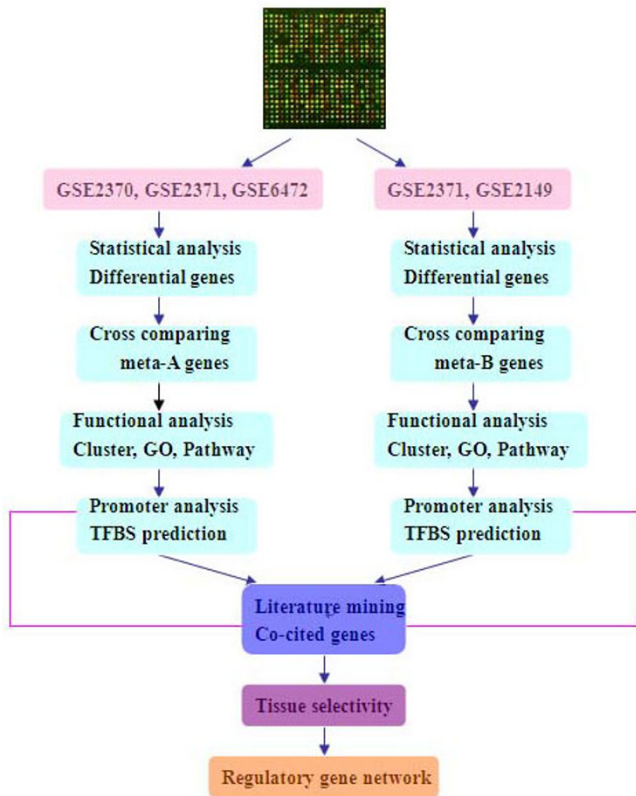 GSE2370, GSE2371, GSE6472
GSE2371, GSE2149
Statistical analysis
Differential genes
Statistical analysis
Differential genes
Cross comparing
meta-A genes
Cross comparing
meta-B genes
Functional analysis
Cluster, GO, Pathway
Functional analysis
Cluster, GO, Pathway
Promoter analysis
TFBS prediction
Promoter analysis
TFBS prediction
Literature mining
Co-cited genes
Tissue selectivity
Regulatory gene network